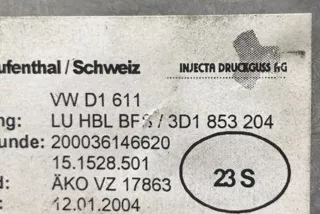 ufenthal / Schweiz INJECTA DRUCKGUSS AG
VW D1 611
ng: LU HBL BFS / 3D1 853 204
unde: 200036146620
15.1528.501
d: ÄKO VZ 17863
12.01.2004
23 S